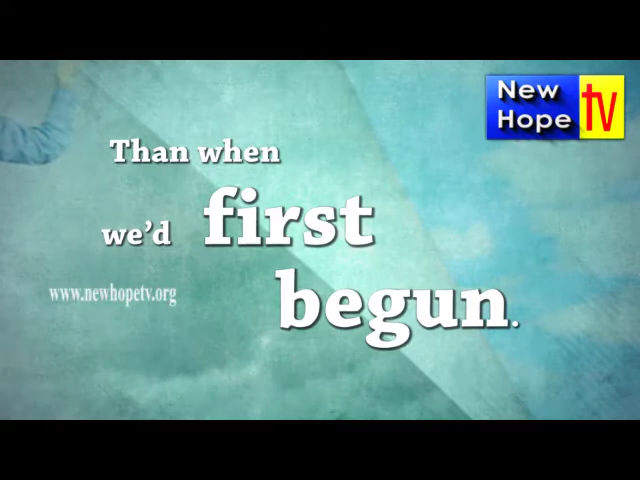 New
Hope
tv
Than when
we'd first
www.newhopetv.org
begun.